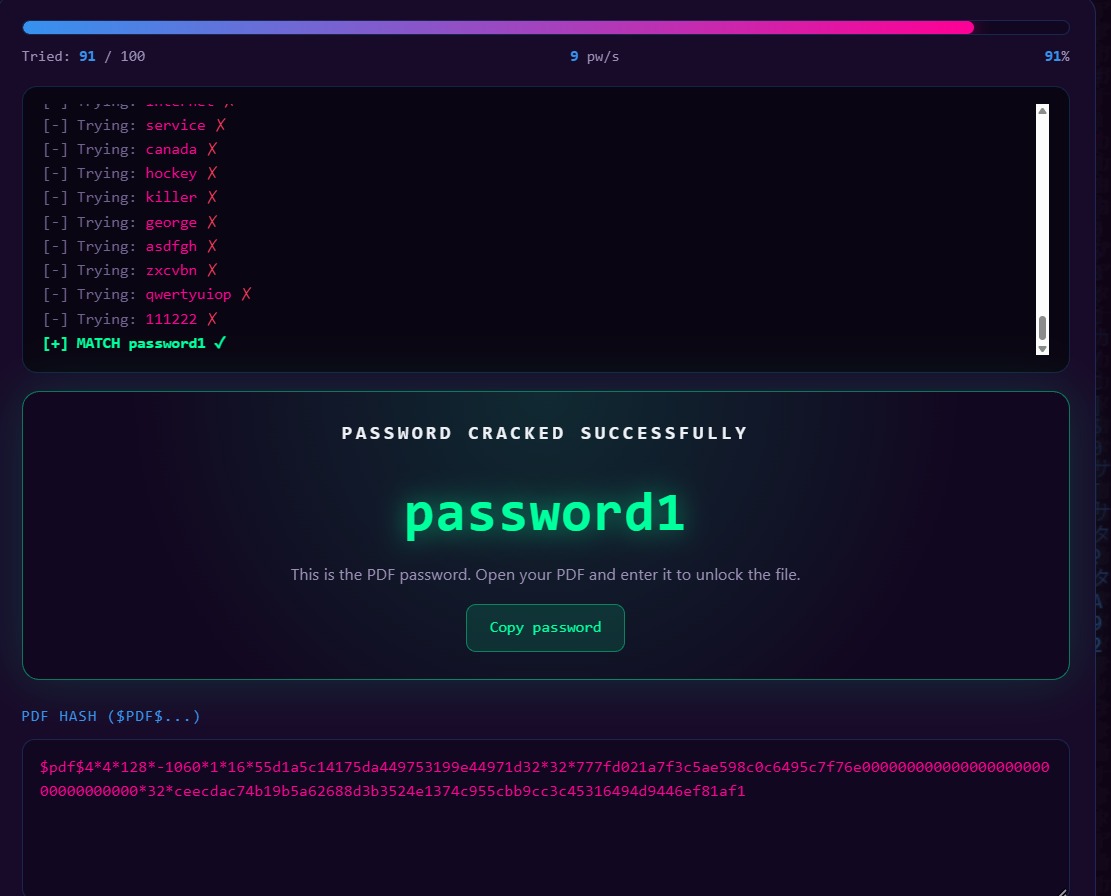 Tried: 91 / 100
9 pw/s
91%
[-] Trying: internet ✗
[-] Trying: service ✗
[-] Trying: canada ✗
[-] Trying: hockey ✗
[-] Trying: killer ✗
[-] Trying: george ✗
[-] Trying: asdfgh ✗
[-] Trying: zxcvbn ✗
[-] Trying: qwertyuiop ✗
[-] Trying: 111222 ✗
[+] MATCH password1 ✓
PASSWORD CRACKED SUCCESSFULLY
password1
This is the PDF password. Open your PDF and enter it to unlock the file.
Copy password
PDF HASH ($PDF$...)
$pdf$4*4*128*-1060*1*16*55d1a5c14175da449753199e44971d32*32*777fd021a7f3c5ae598c0c6495c7f76e0000000000000000000000
00000000000*32*ceecdac74b19b5a62688d3b3524e1374c955cbb9cc3c45316494d9446ef81af1